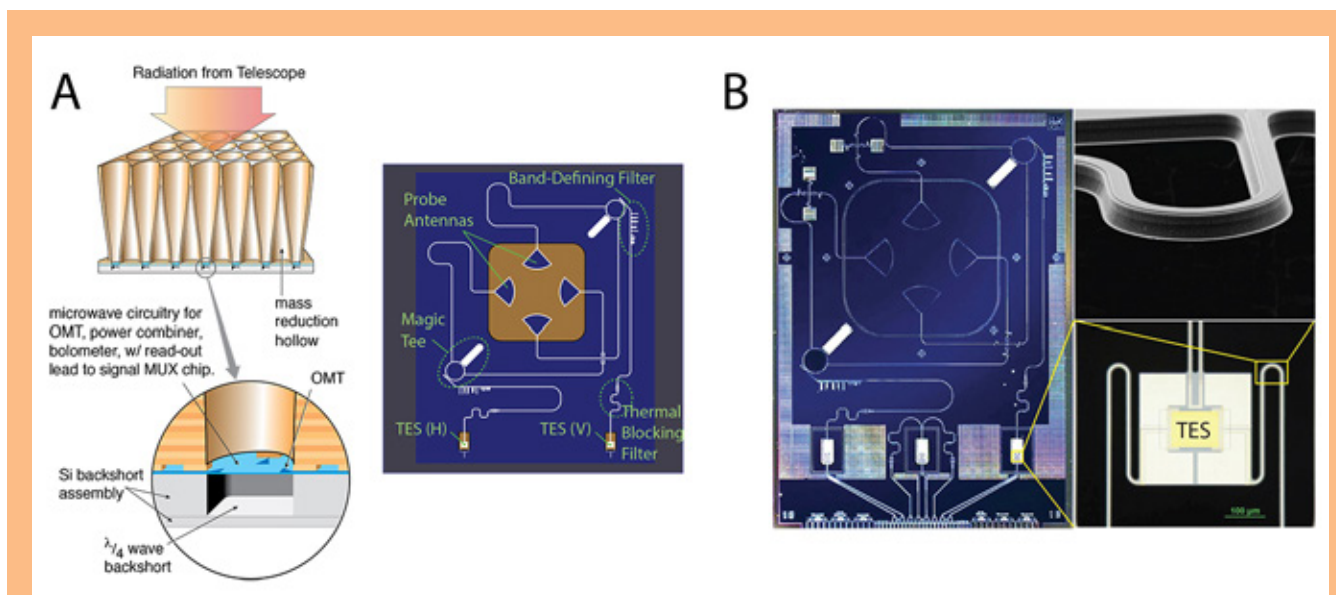 A
Radiation from Telescope
microwave circuitry for
OMT, power combiner,
bolometer, w/ read-out
lead to signal MUX chip.
mass
reduction
hollow
OMT
Si backshort
assembly
λ/4 wave
backshort
Band-Defining Filter
Probe
Antennas
Magic
Tee
TES (H)
TES (V)
Thermal
Blocking
Filter
B
TES
100 μm